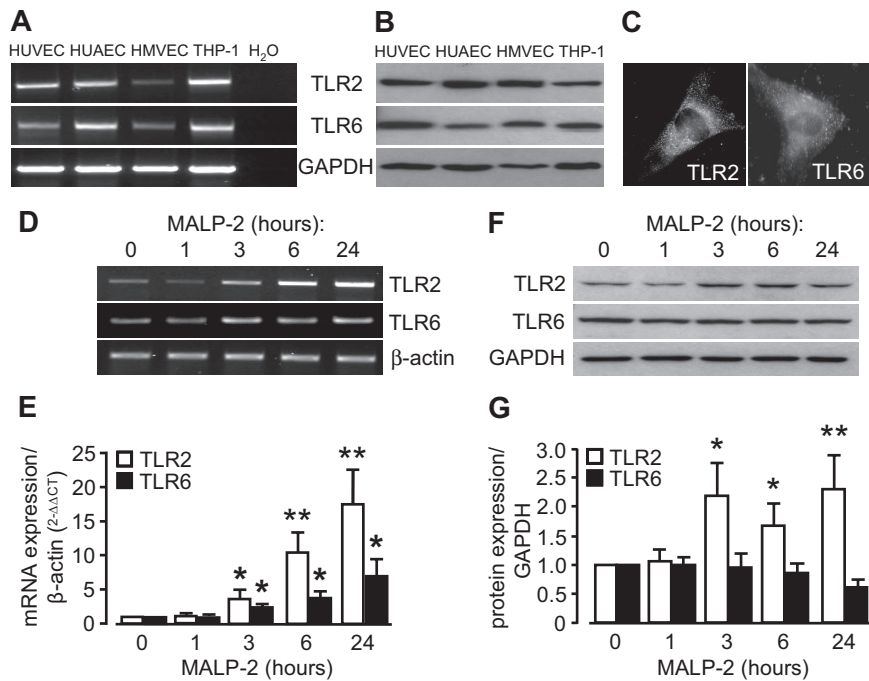 A
HUVEC HUAEC HMVEC THP-1 H₂O
TLR2
TLR6
GAPDH
B
HUVEC HUAEC HMVEC THP-1
C
TLR2
TLR6
D
MALP-2 (hours):
0 1 3 6 24
TLR2
TLR6
β-actin
F
MALP-2 (hours):
0 1 3 6 24
TLR2
TLR6
GAPDH
E
mRNA expression/
β-actin (2-ΔΔCT)
25
20
15
10
5
0
TLR2
TLR6
* * ** * ** *
0 1 3 6 24
MALP-2 (hours)
G
protein expression/
GAPDH
3.0
2.5
2.0
1.5
1.0
0.5
0
TLR2
TLR6
* * **
0 1 3 6 24
MALP-2 (hours)